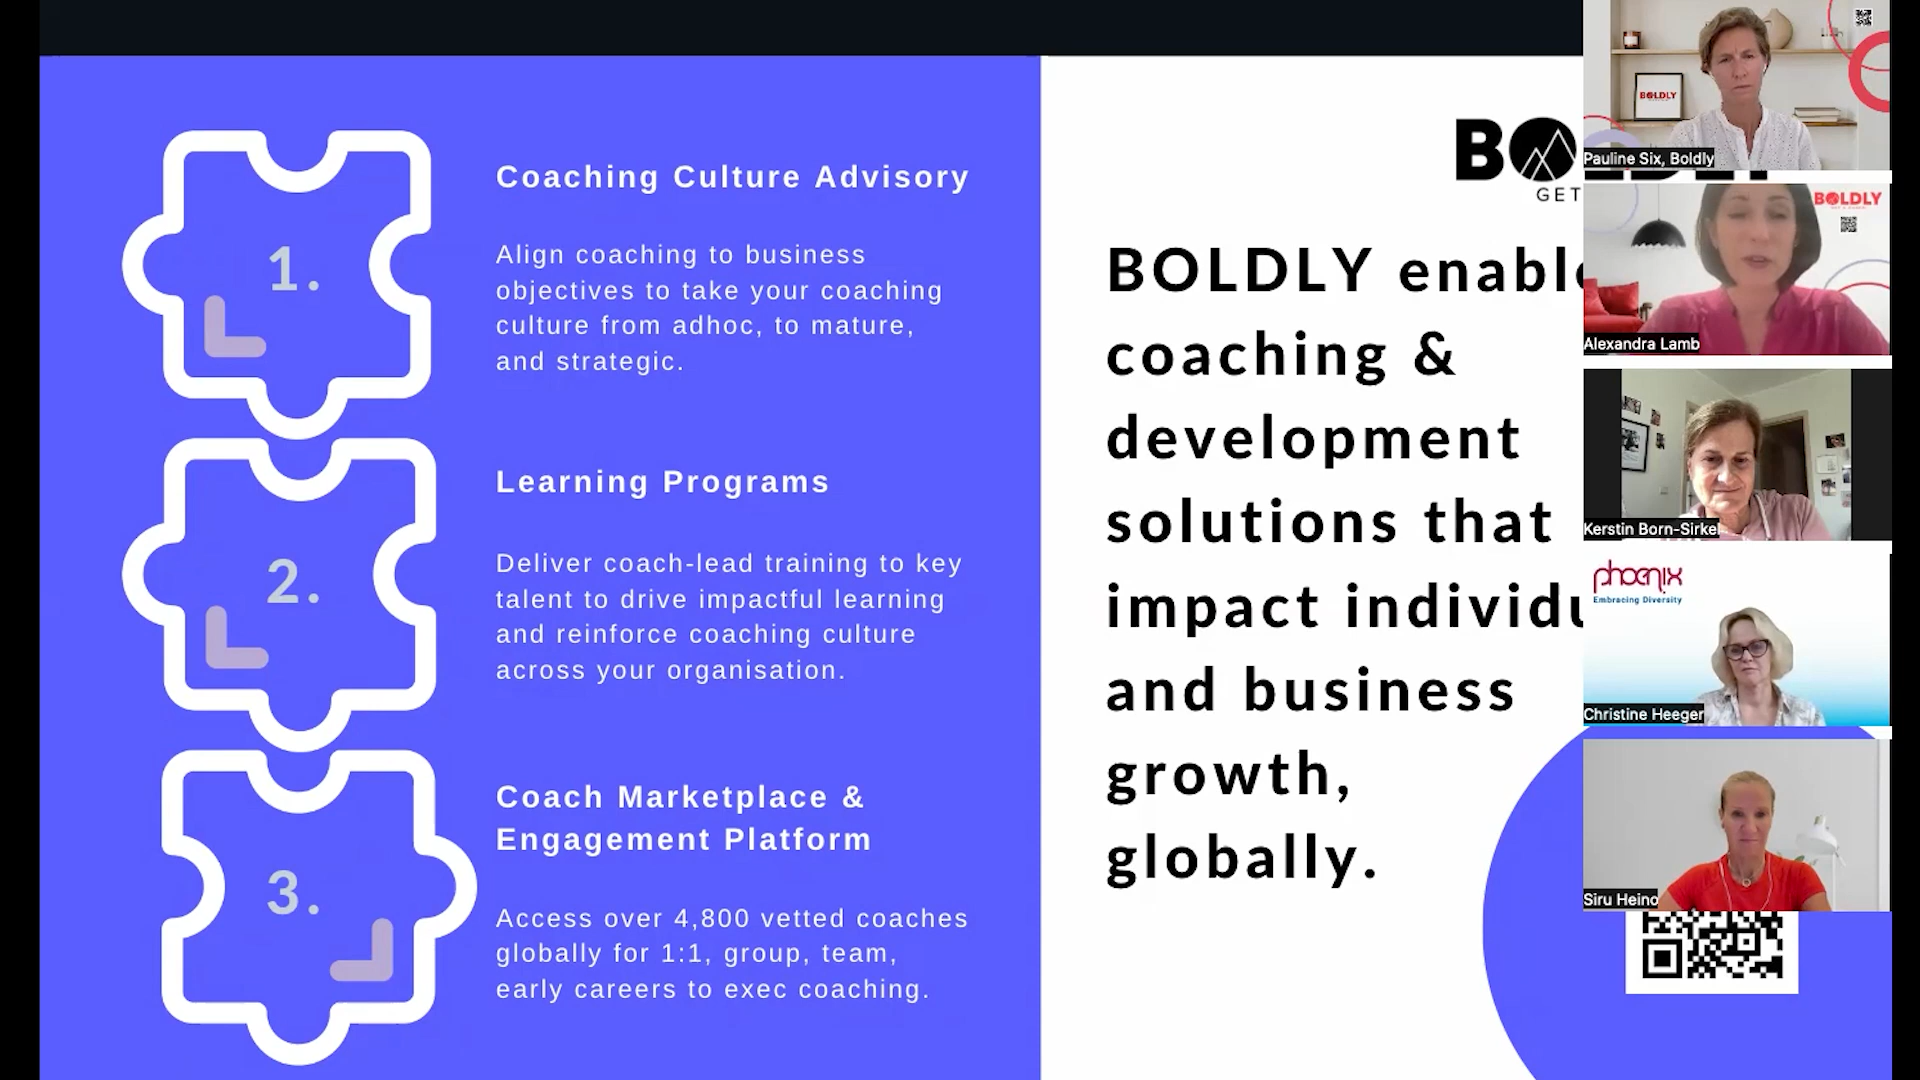 1.
Coaching Culture Advisory
Align coaching to business
objectives to take your coaching
culture from adhoc, to mature,
and strategic.
2.
Learning Programs
Deliver coach-lead training to key
talent to drive impactful learning
and reinforce coaching culture
across your organisation.
3.
Coach Marketplace &
Engagement Platform
Access over 4,800 vetted coaches
globally for 1:1, group, team,
early careers to exec coaching.
GET
BOLDLY enable
coaching &
development
solutions that
impact individu
and business
growth,
globally.
BOLDLY
Pauline Six, Boldly
BOLDLY
Alexandra Lamb
Kerstin Born-Sirkel
phoenix
Embracing Diversity
Christine Heeger
Siru Heino